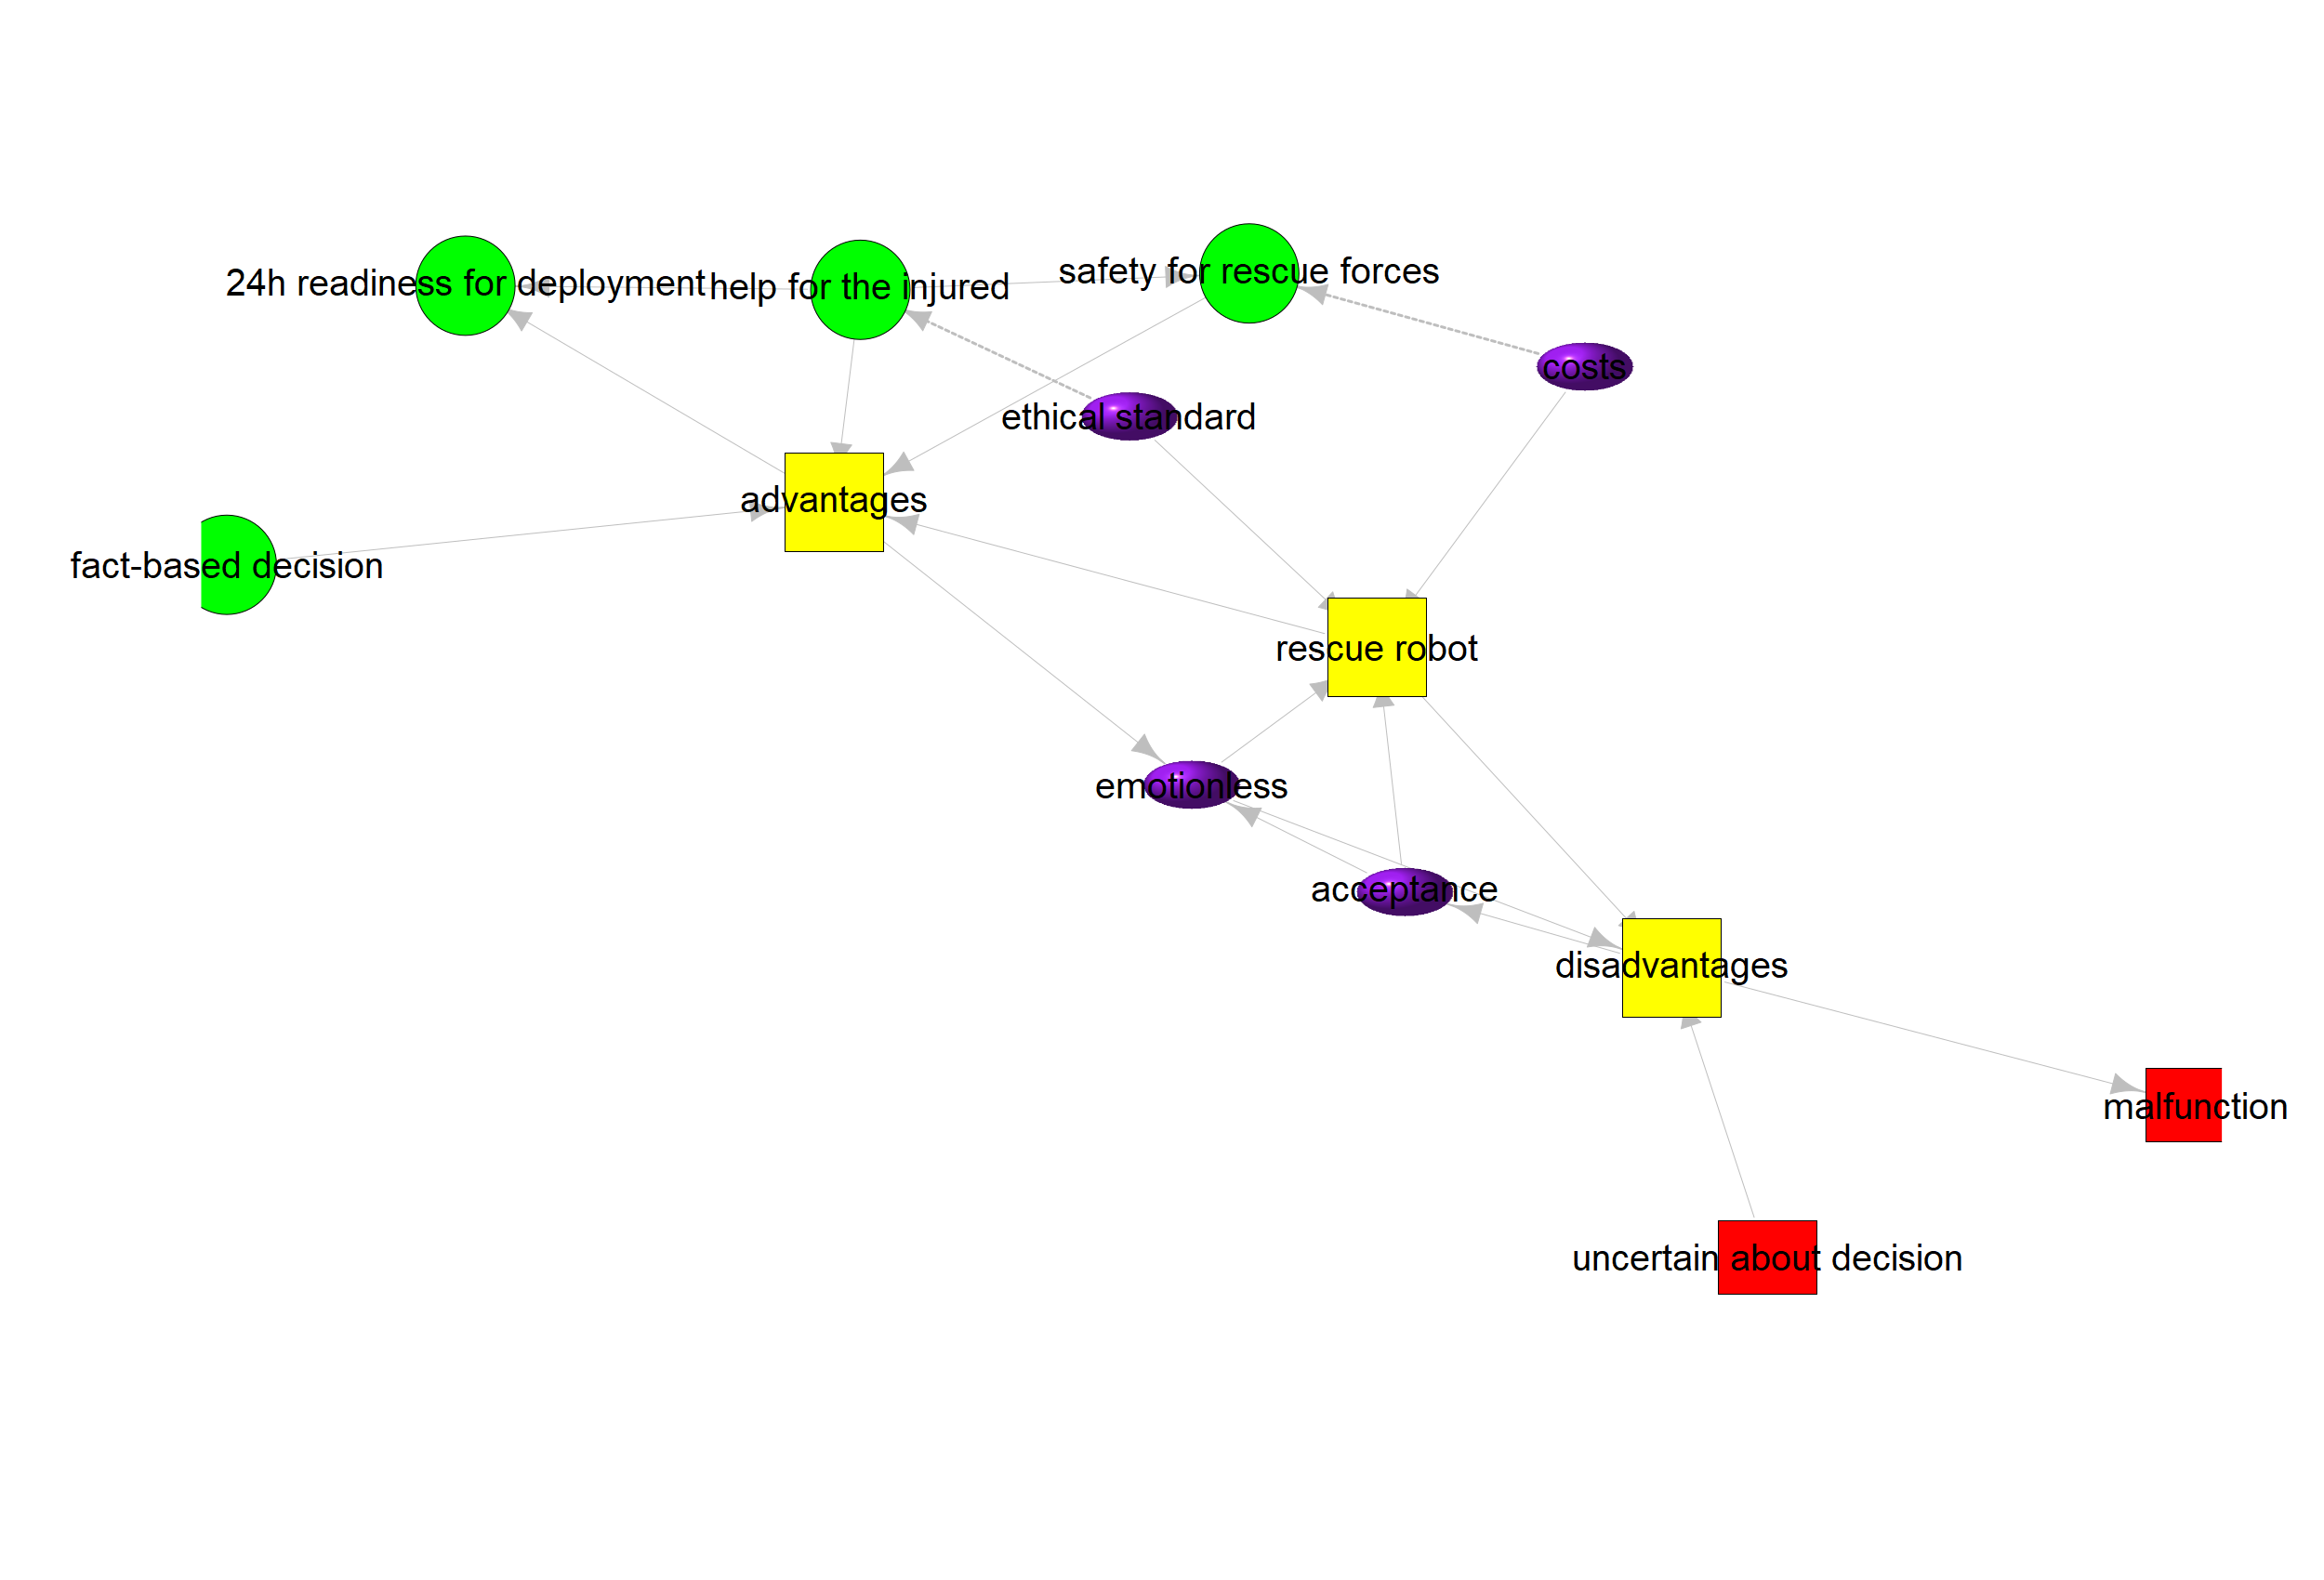 safety for rescue forces
24h readiness for deployment
help for the injured
costs
ethical standard
advantages
fact-based decision
rescue robot
emotionless
acceptance
disadvantages
malfunction
uncertain about decision